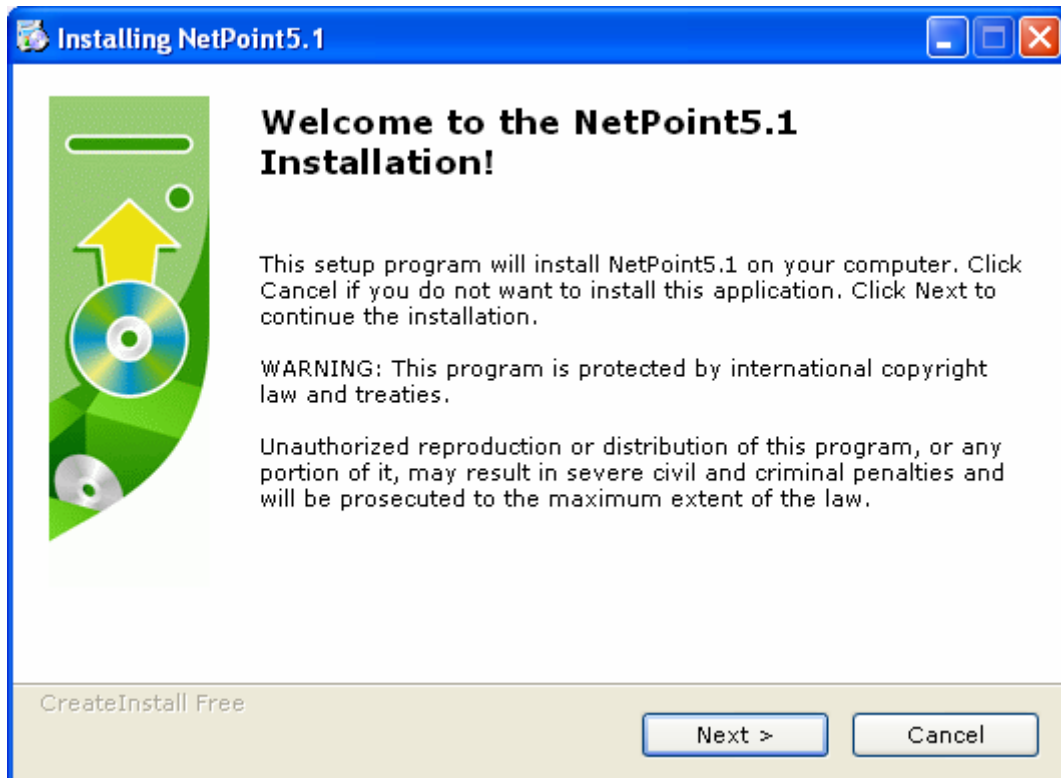 Installing NetPoint5.1
Welcome to the NetPoint5.1
Installation!
This setup program will install NetPoint5.1 on your computer. Click
Cancel if you do not want to install this application. Click Next to
continue the installation.
WARNING: This program is protected by international copyright
law and treaties.
Unauthorized reproduction or distribution of this program, or any
portion of it, may result in severe civil and criminal penalties and
will be prosecuted to the maximum extent of the law.
CreateInstall Free
Next >
Cancel